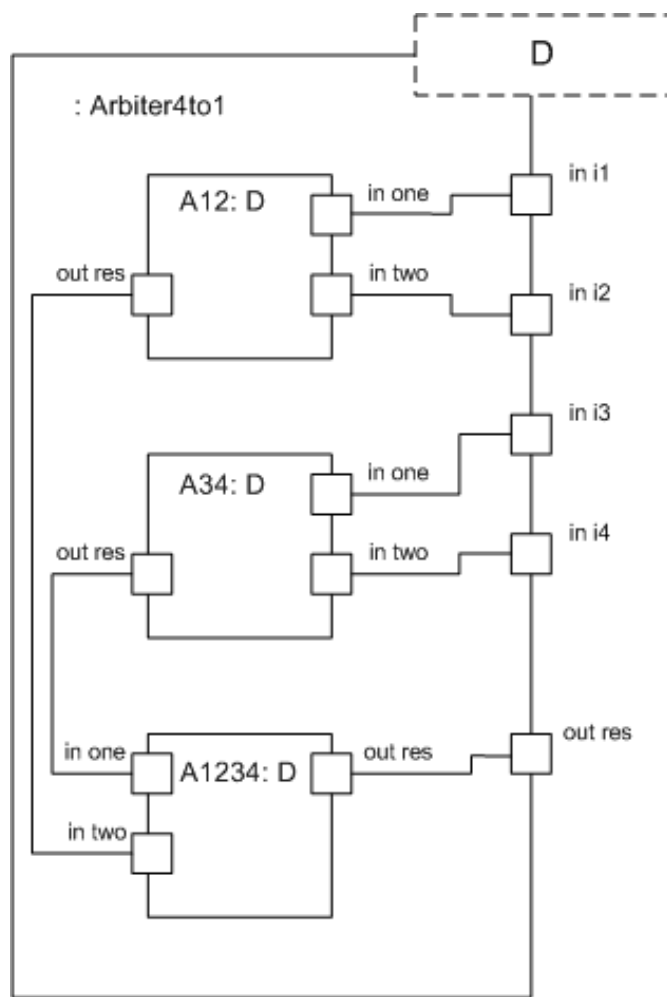 D
: Arbiter4to1
in i1
A12: D
in one
out res
in two
in i2
in i3
A34: D
in one
in i4
out res
in two
out res
in one
A1234: D
out res
in two